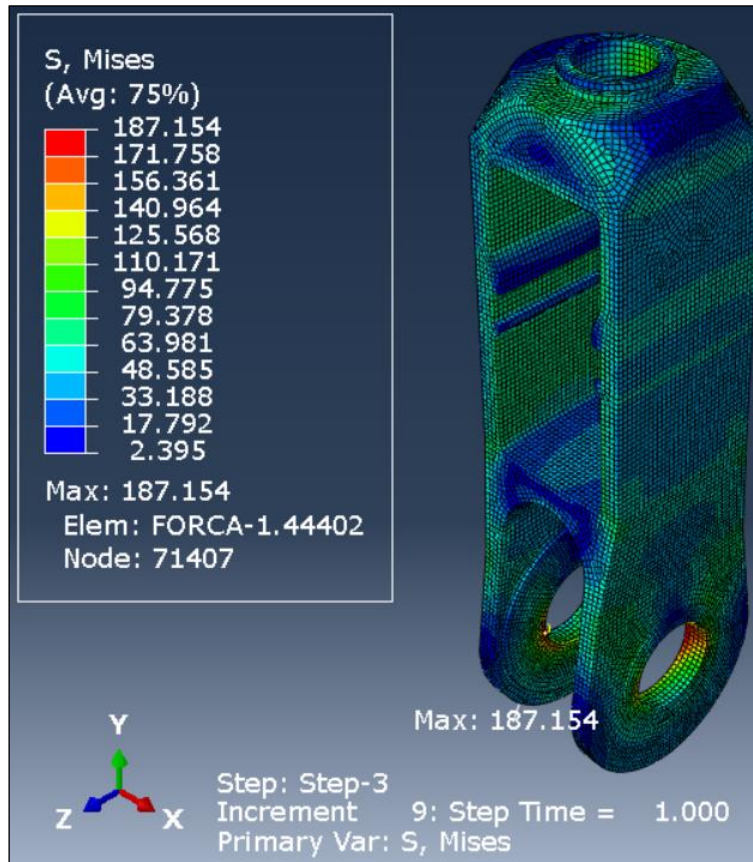 S, Mises
(Avg: 75%)
187.154
171.758
156.361
140.964
125.568
110.171
94.775
79.378
63.981
48.585
33.188
17.792
2.395
Max: 187.154
Elem: FORCA-1.44402
Node: 71407
Max: 187.154
Y
Z X
Step: Step-3
Increment 9: Step Time = 1.000
Primary Var: S, Mises